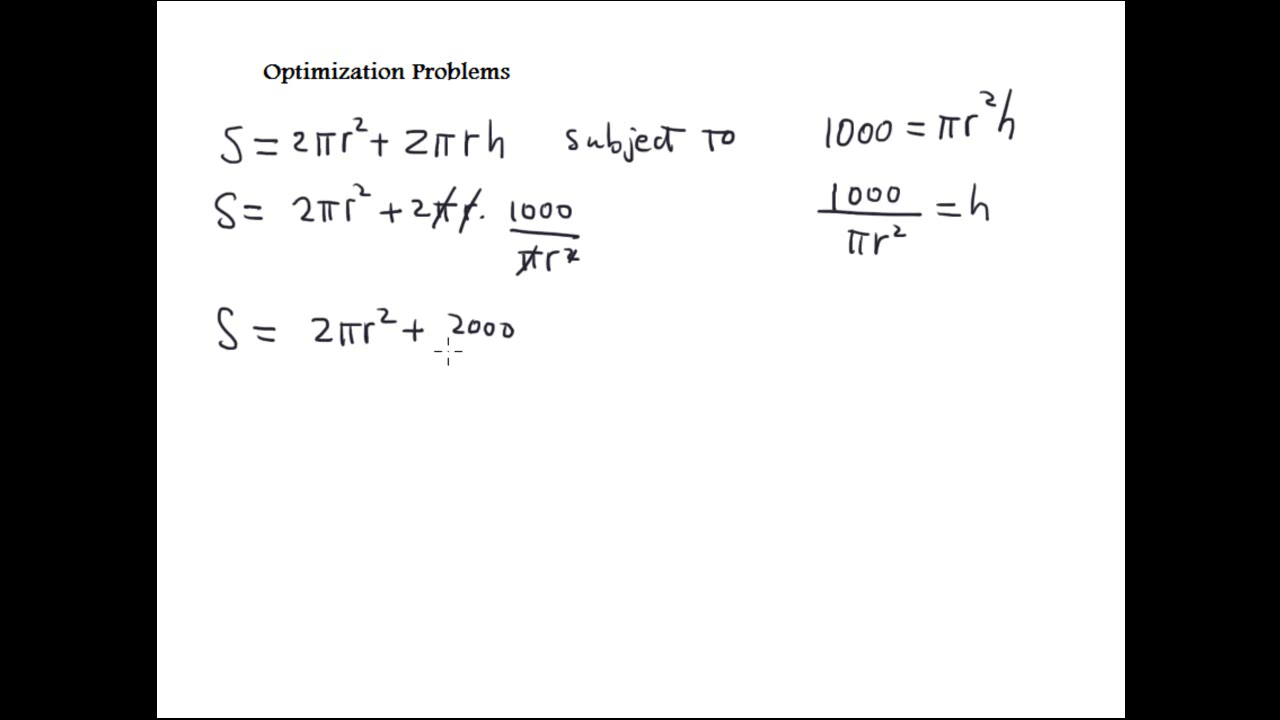 Optimization Problems
S = 2πr² + 2πrh subject to 1000 = πr²h
S = 2πr² + 2πr · 1000/πr² 1000/πr² = h
S = 2πr² + 2000